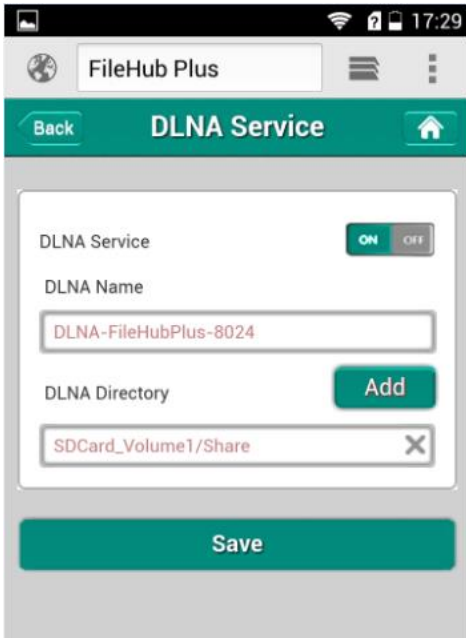 17:29
FileHub Plus
Back DLNA Service
DLNA Service ON OFF
DLNA Name
DLNA-FileHubPlus-8024
DLNA Directory Add
SDCard_Volume1/Share
Save